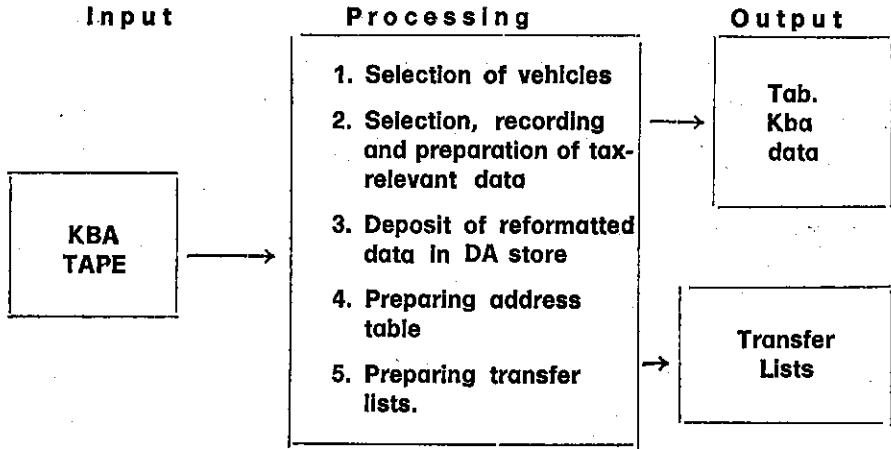 Input Processing Output
KBA
TAPE
1. Selection of vehicles
2. Selection, recording
and preparation of tax-
relevant data
3. Deposit of reformatted
data in DA store
4. Preparing address
table
5. Preparing transfer
lists.
Tab.
Kba
data
Transfer
Lists